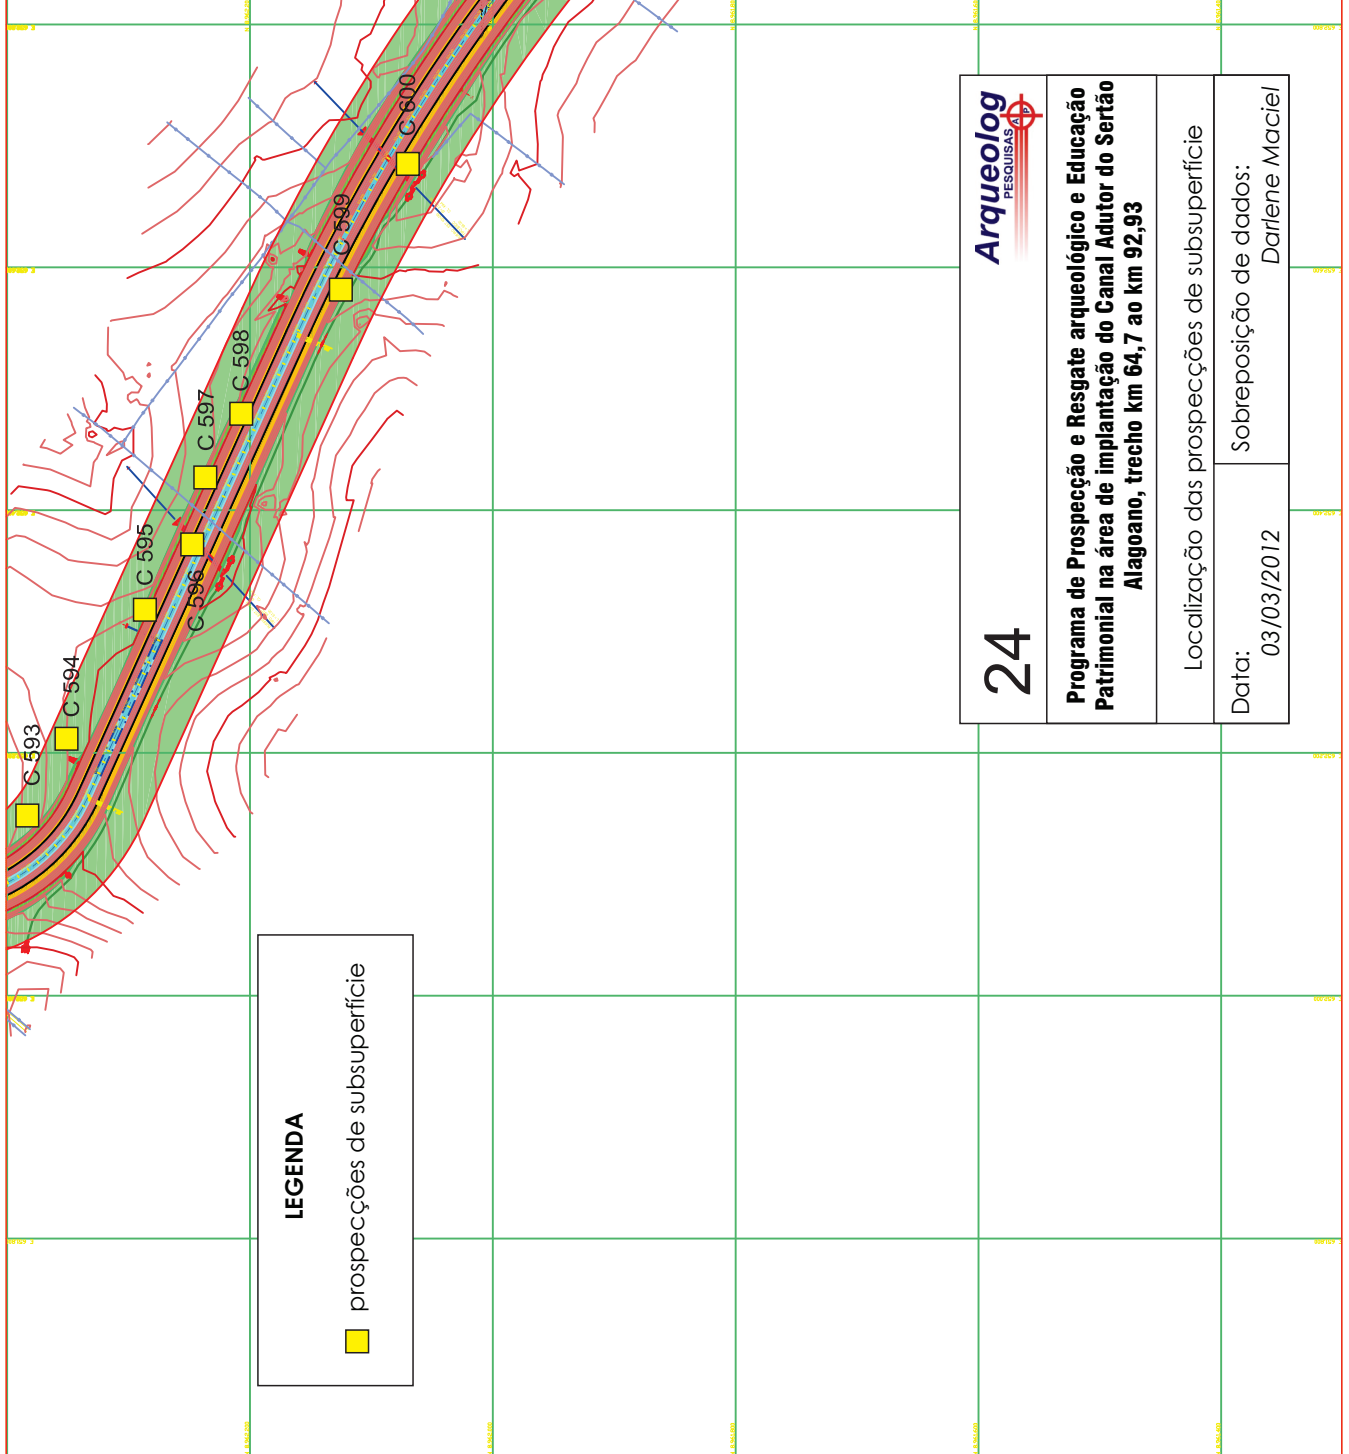 C 593
C 594
C 595
C 596
C 597
C 598
C 599
C 600
LEGENDA
prospecções de subsuperfície
24
Arqueolog
PESQUISAS
Programa de Prospecção e Resgate arqueológico e Educação
Patrimonial na área de implantação do Canal Adutor do Sertão
Alagoano, trecho km 64,7 ao km 92,93
Localização das prospecções de subsuperfície
Data:
03/03/2012
Sobreposição de dados:
Darlene Maciel